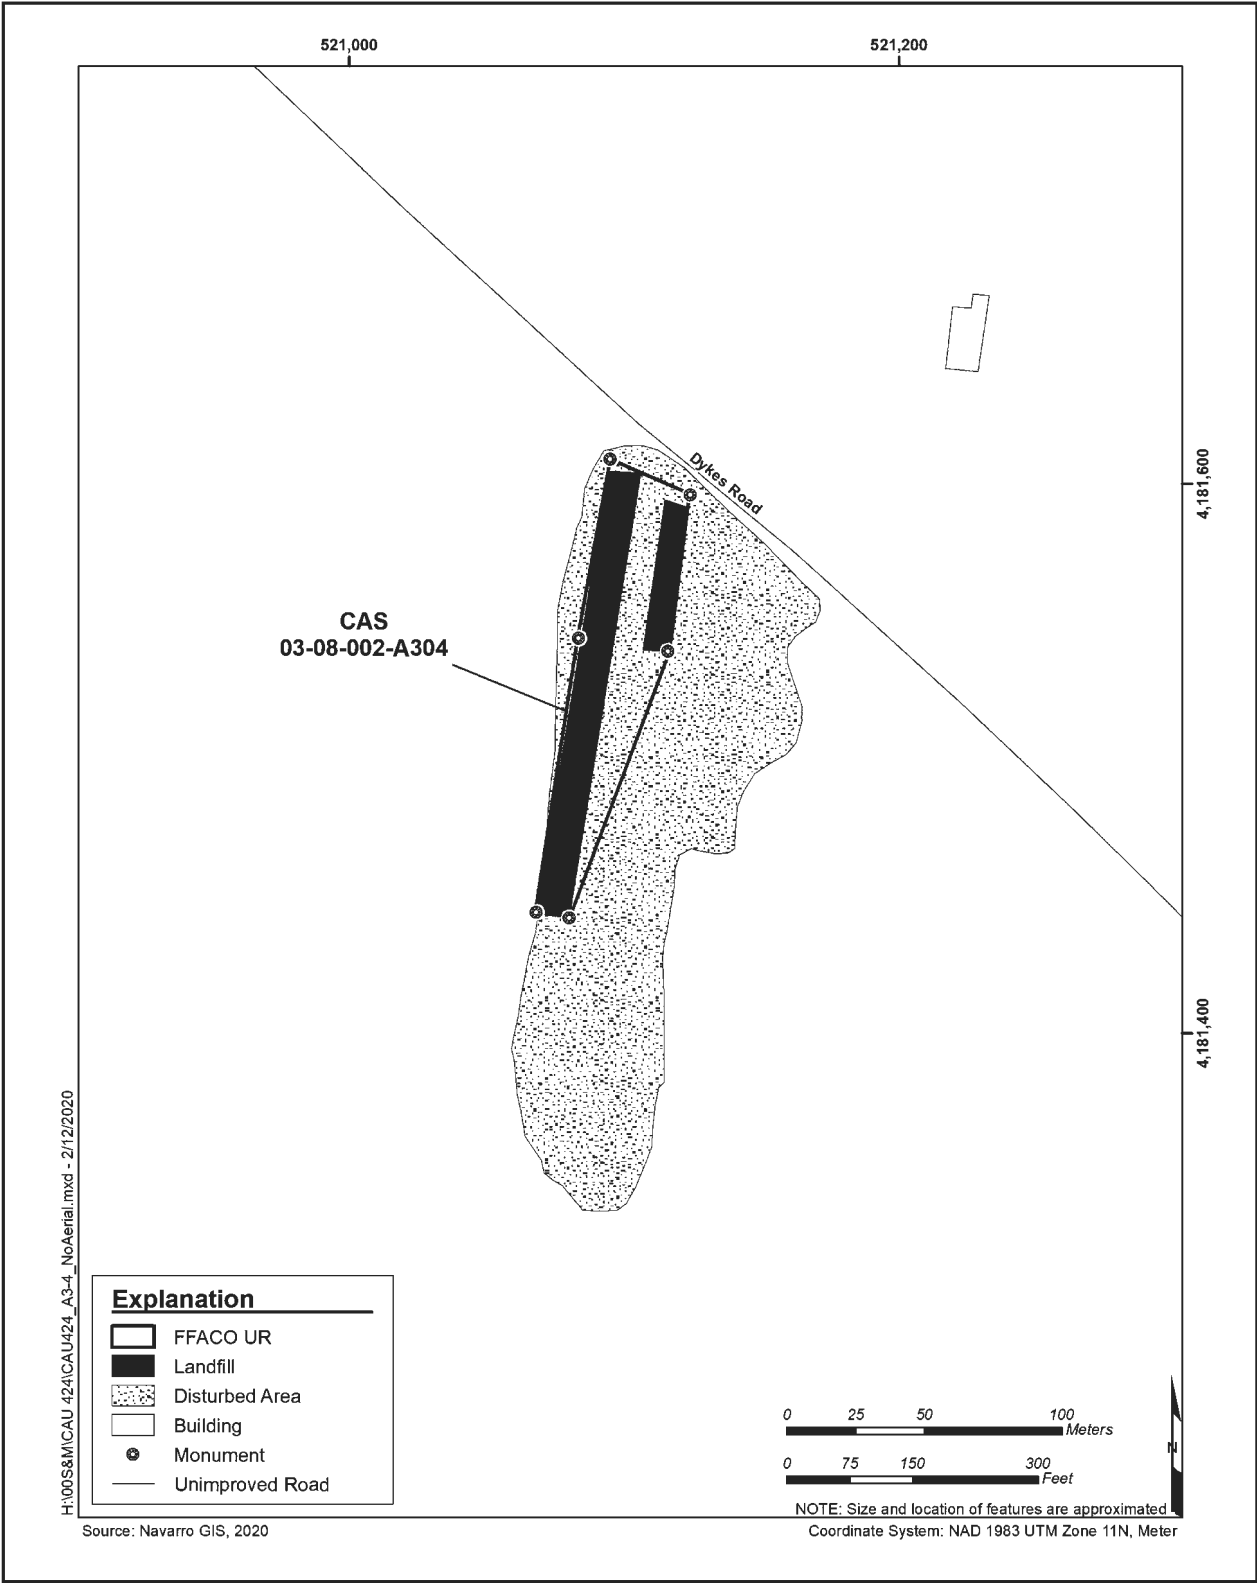 521,000
521,200
4,181,600
Dykes Road
CAS
03-08-002-A304
4,181,400
H:\00S&M\CAU 424\CAU424_A3-4_NoAerial.mxd - 2/12/2020
Explanation
FFACO UR
Landfill
Disturbed Area
Building
Monument
Unimproved Road
0 25 50 100
Meters
0 75 150 300
Feet
N
NOTE: Size and location of features are approximated
Source: Navarro GIS, 2020
Coordinate System: NAD 1983 UTM Zone 11N, Meter